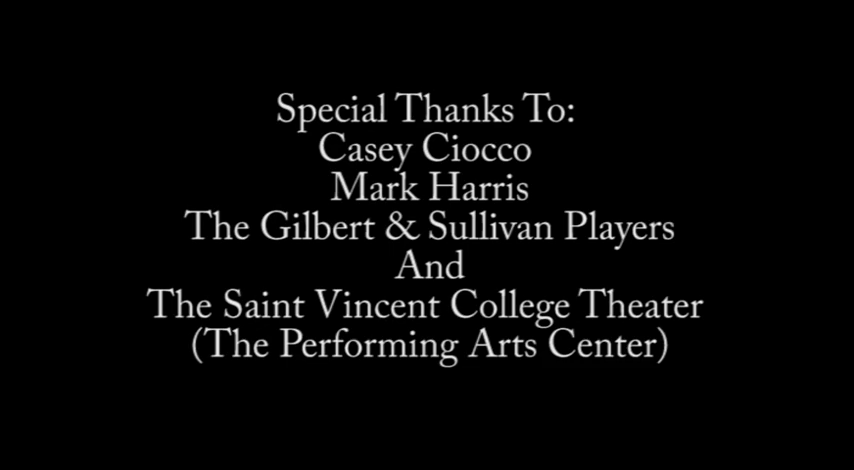 Special Thanks To:
Casey Ciocco
Mark Harris
The Gilbert & Sullivan Players
And
The Saint Vincent College Theater
(The Performing Arts Center)